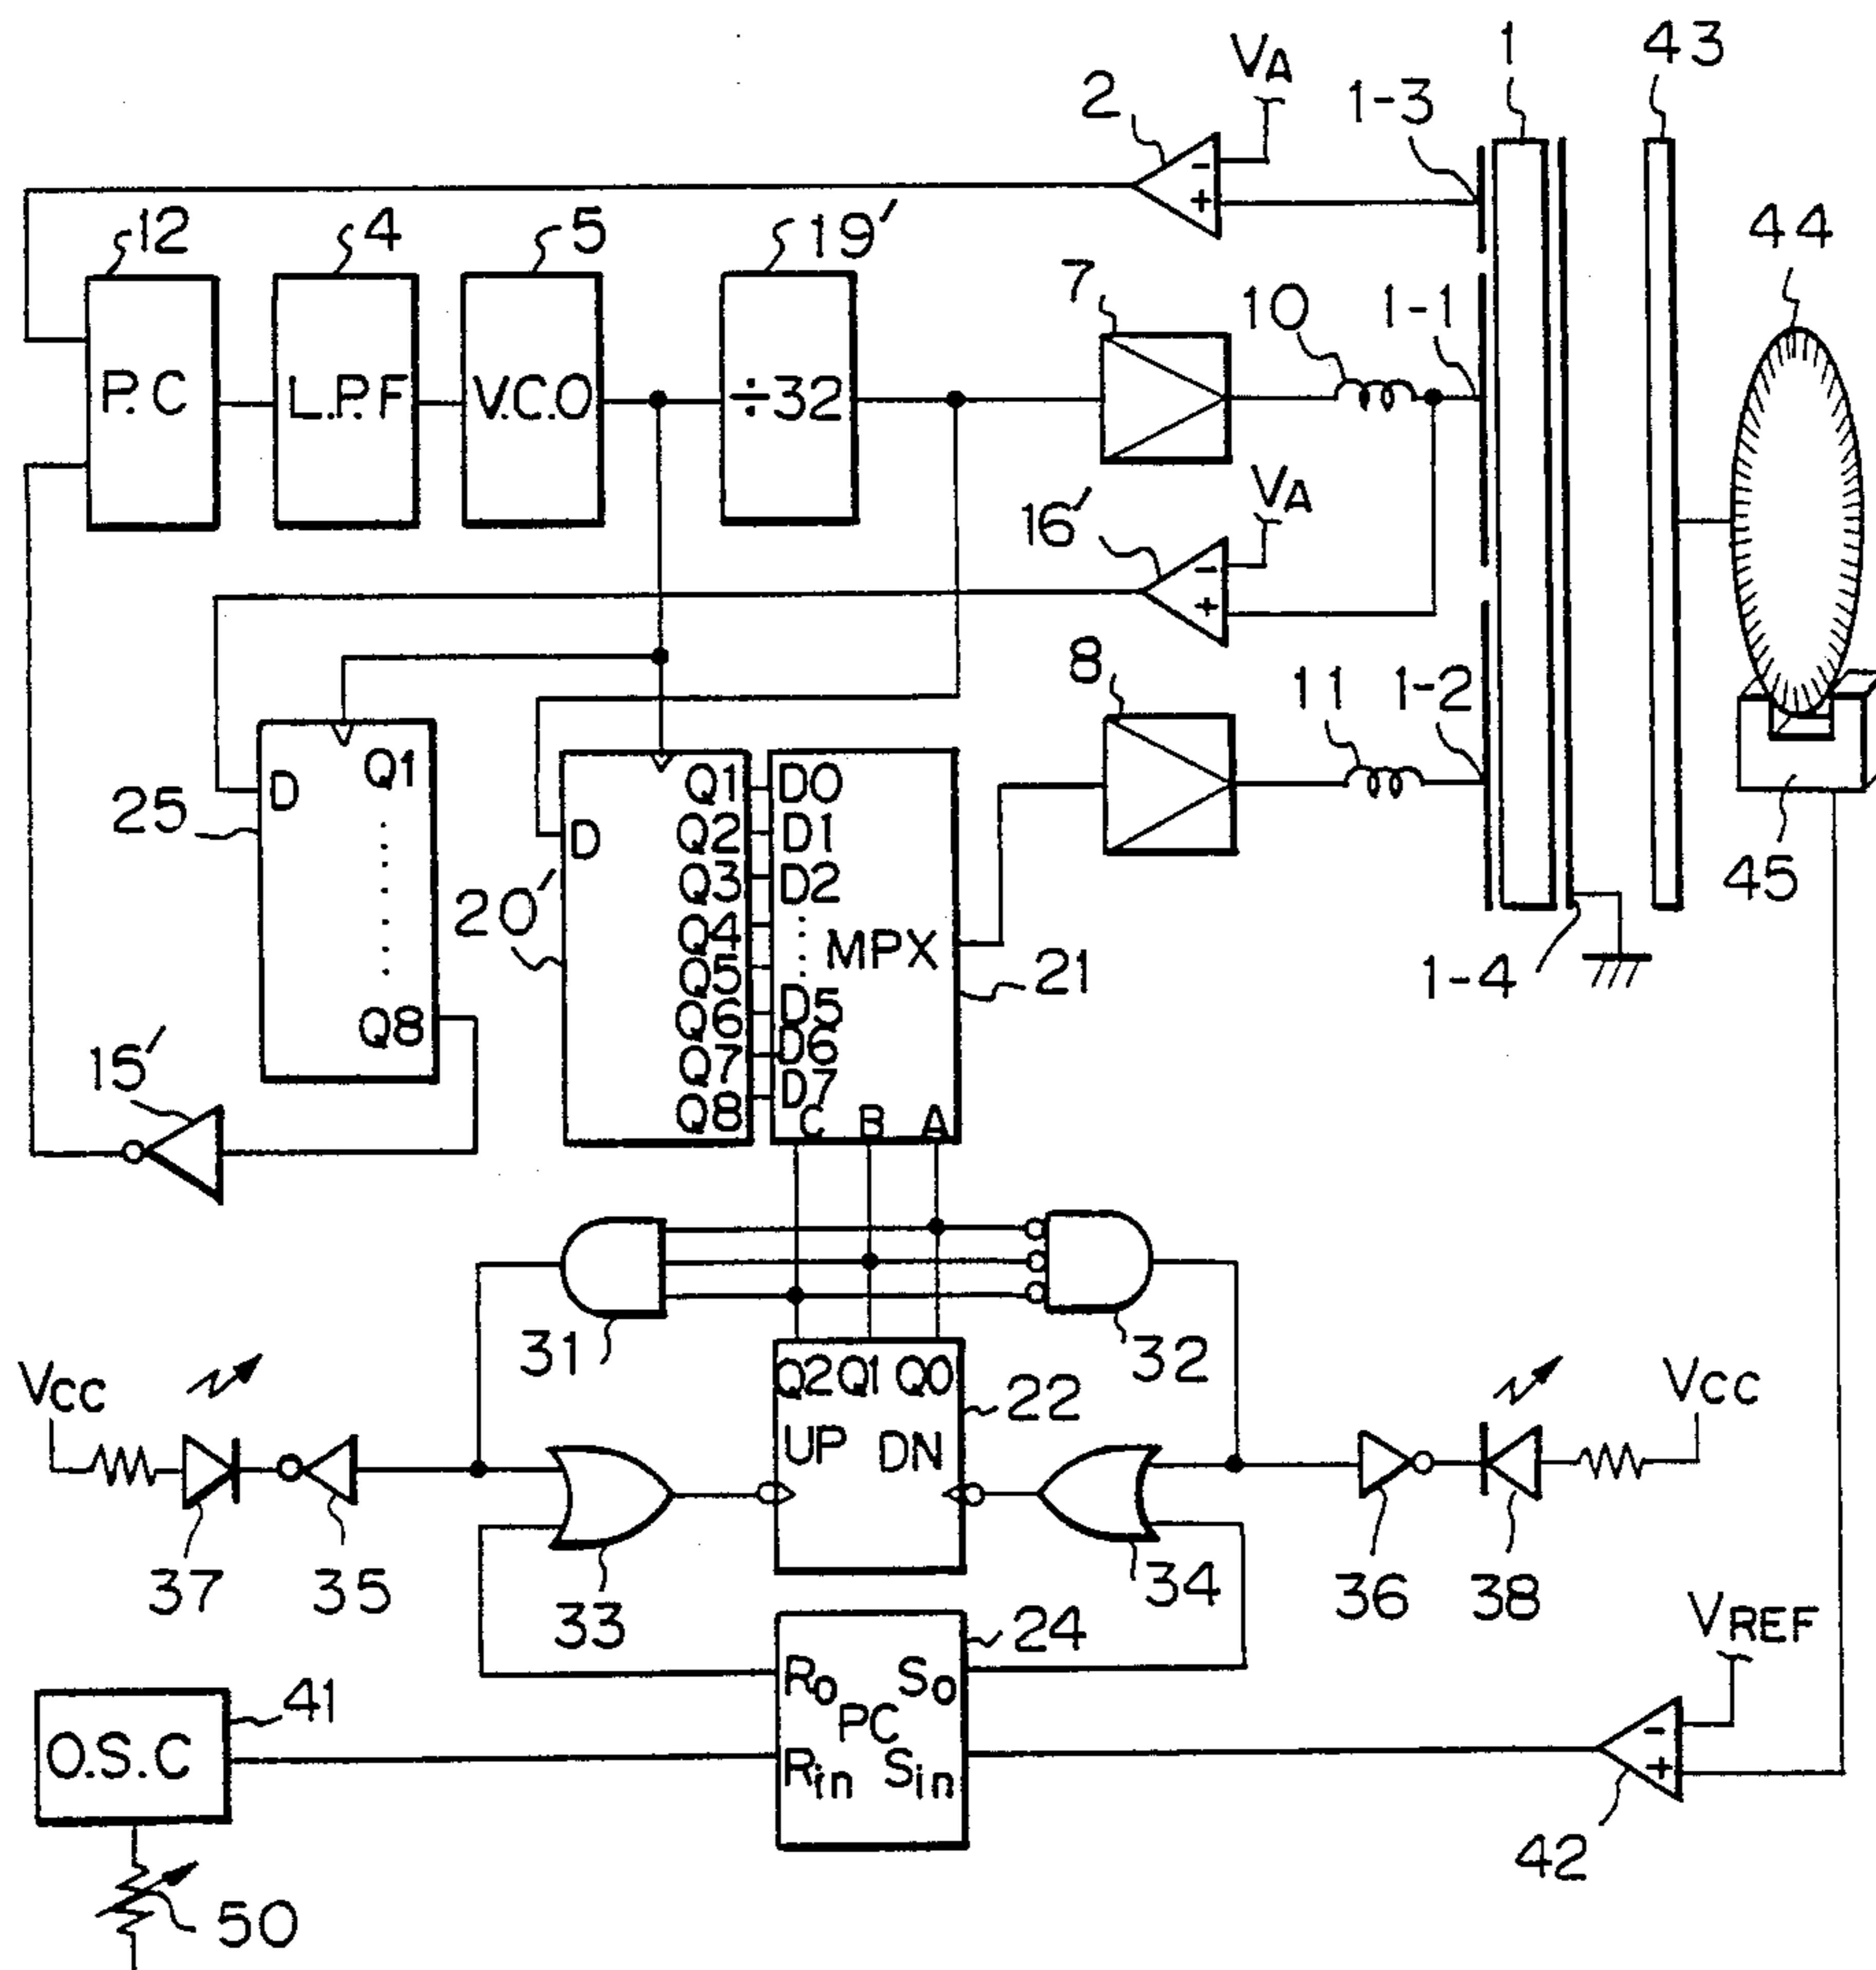 VA
1
43
2
1-3
12
4
5
19′
44
7
10
1-1
P.C
L.P.F
V.C.O
÷32
VA
16′
8
11
1-2
D
Q1
25
Q8
D
20′
Q1
Q2
Q3
Q4
Q5
Q6
Q7
Q8
D0
D1
D2
D5
D6
D7
MPX
C B A
21
45
1-4
15′
31
32
Q2 Q1 Q0
UP DN
22
VCC
VCC
37
35
33
34
36
38
24
VREF
R0 S0
PC
Rin Sin
41
O.S.C
42
50
- + - + - +